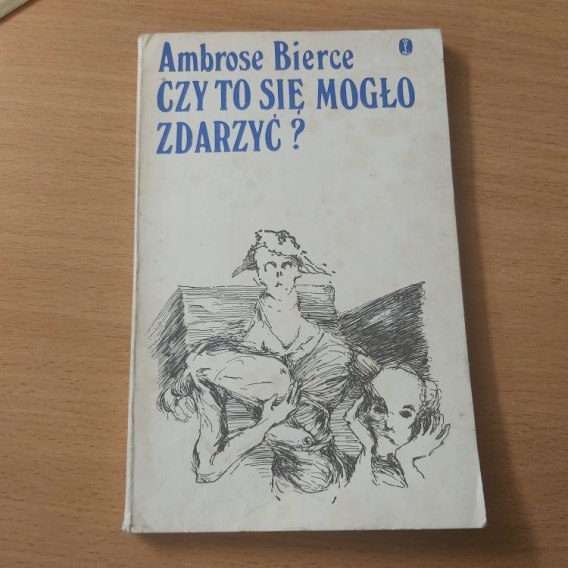 Ambrose Bierce
CZY TO SIĘ MOGŁO
ZDARZYĆ?